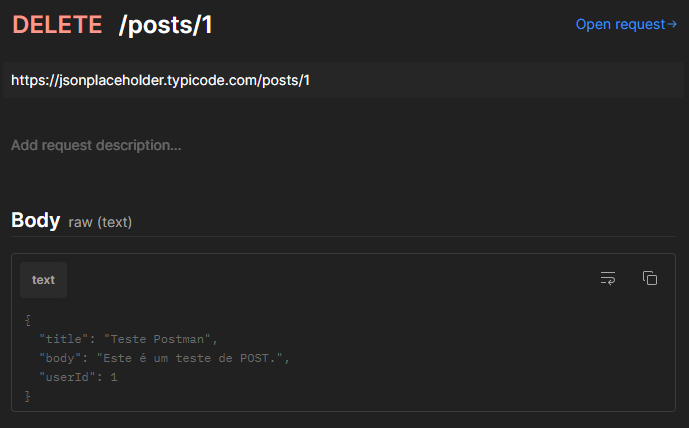 DELETE /posts/1
Open request→
https://jsonplaceholder.typicode.com/posts/1
Add request description...
Body raw (text)
text
{
  "title": "Teste Postman",
  "body": "Este é um teste de POST.",
  "userId": 1
}